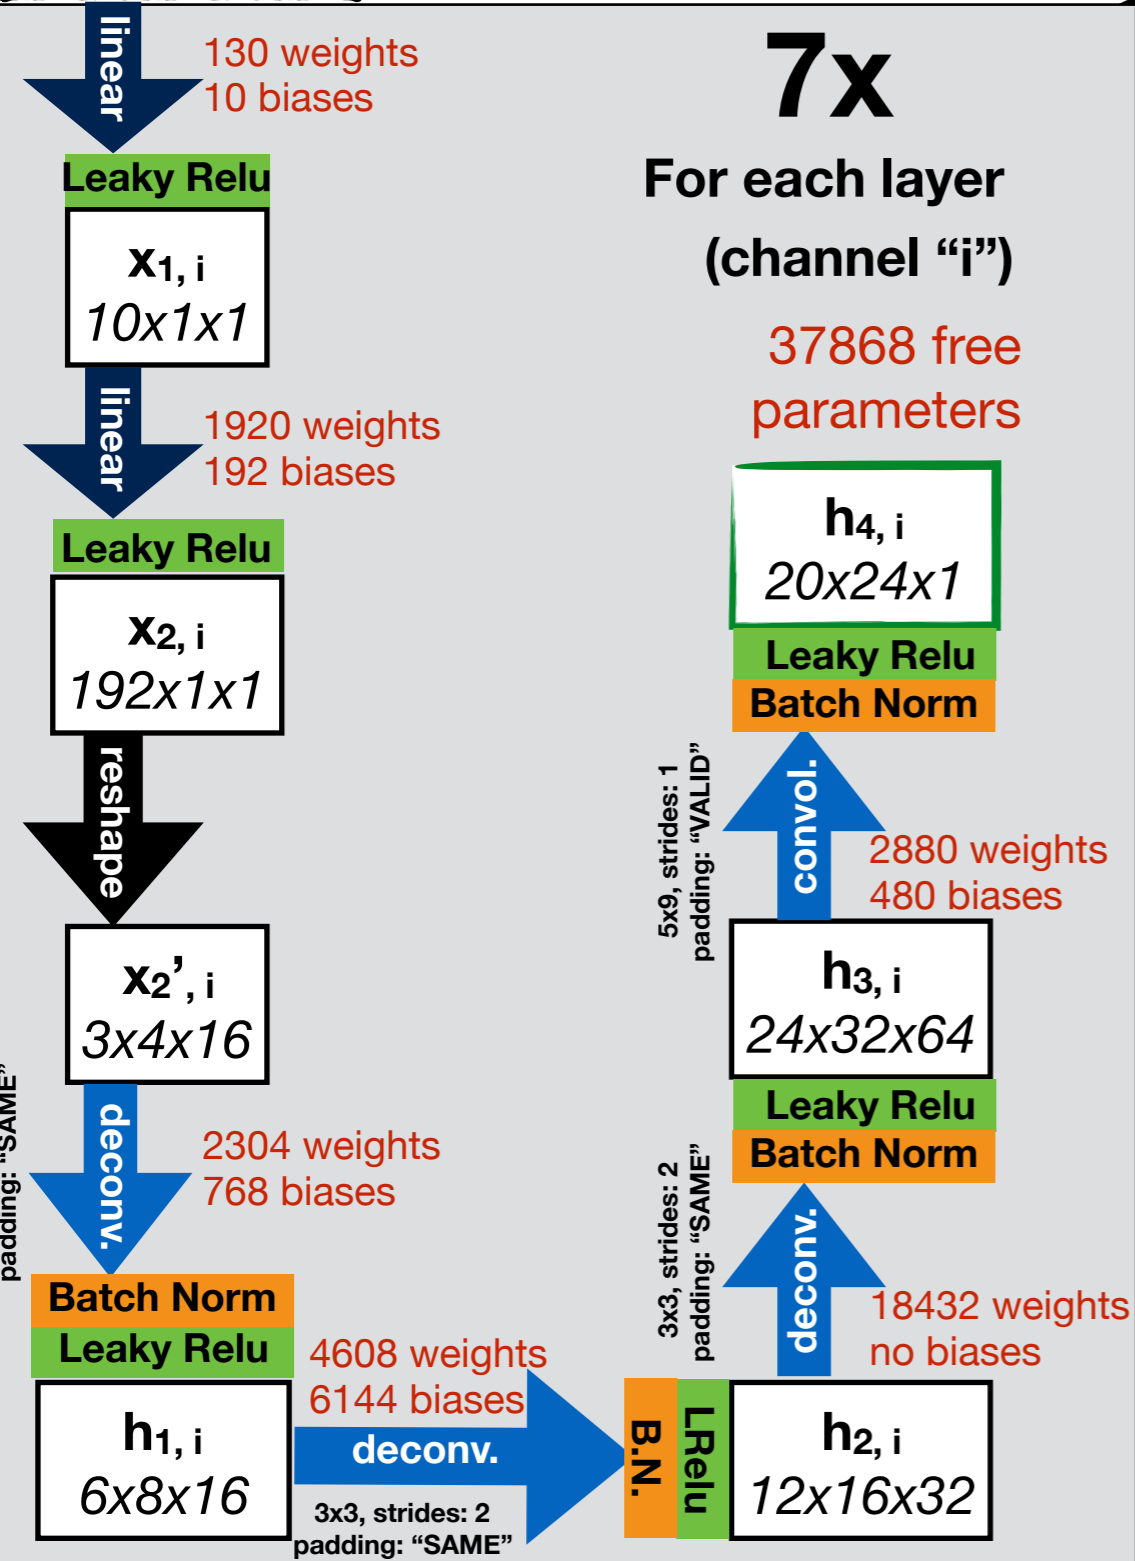 linear
130 weights
10 biases
Leaky Relu
x1, i
10x1x1
linear
1920 weights
192 biases
Leaky Relu
x2, i
192x1x1
reshape
x2’, i
3x4x16
padding: “SAME”
deconv.
2304 weights
768 biases
Batch Norm
Leaky Relu
h1, i
6x8x16
4608 weights
6144 biases
deconv.
3x3, strides: 2
padding: “SAME”
B.N.
LRelu
h2, i
12x16x32
deconv.
3x3, strides: 2
padding: “SAME”
18432 weights
no biases
Batch Norm
Leaky Relu
h3, i
24x32x64
convol.
5x9, strides: 1
padding: “VALID”
2880 weights
480 biases
Batch Norm
Leaky Relu
h4, i
20x24x1
7x
For each layer
(channel “i”)
37868 free
parameters